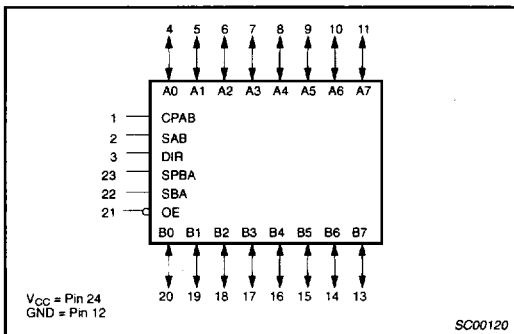 4 5 6 7 8 9 10 11
A0 A1 A2 A3 A4 A5 A6 A7
1 CPAB
2 SAB
3 DIR
23 SPBA
22 SBA
21 OE
B0 B1 B2 B3 B4 B5 B6 B7
20 19 18 17 16 15 14 13
VCC = Pin 24
GND = Pin 12
SC00120